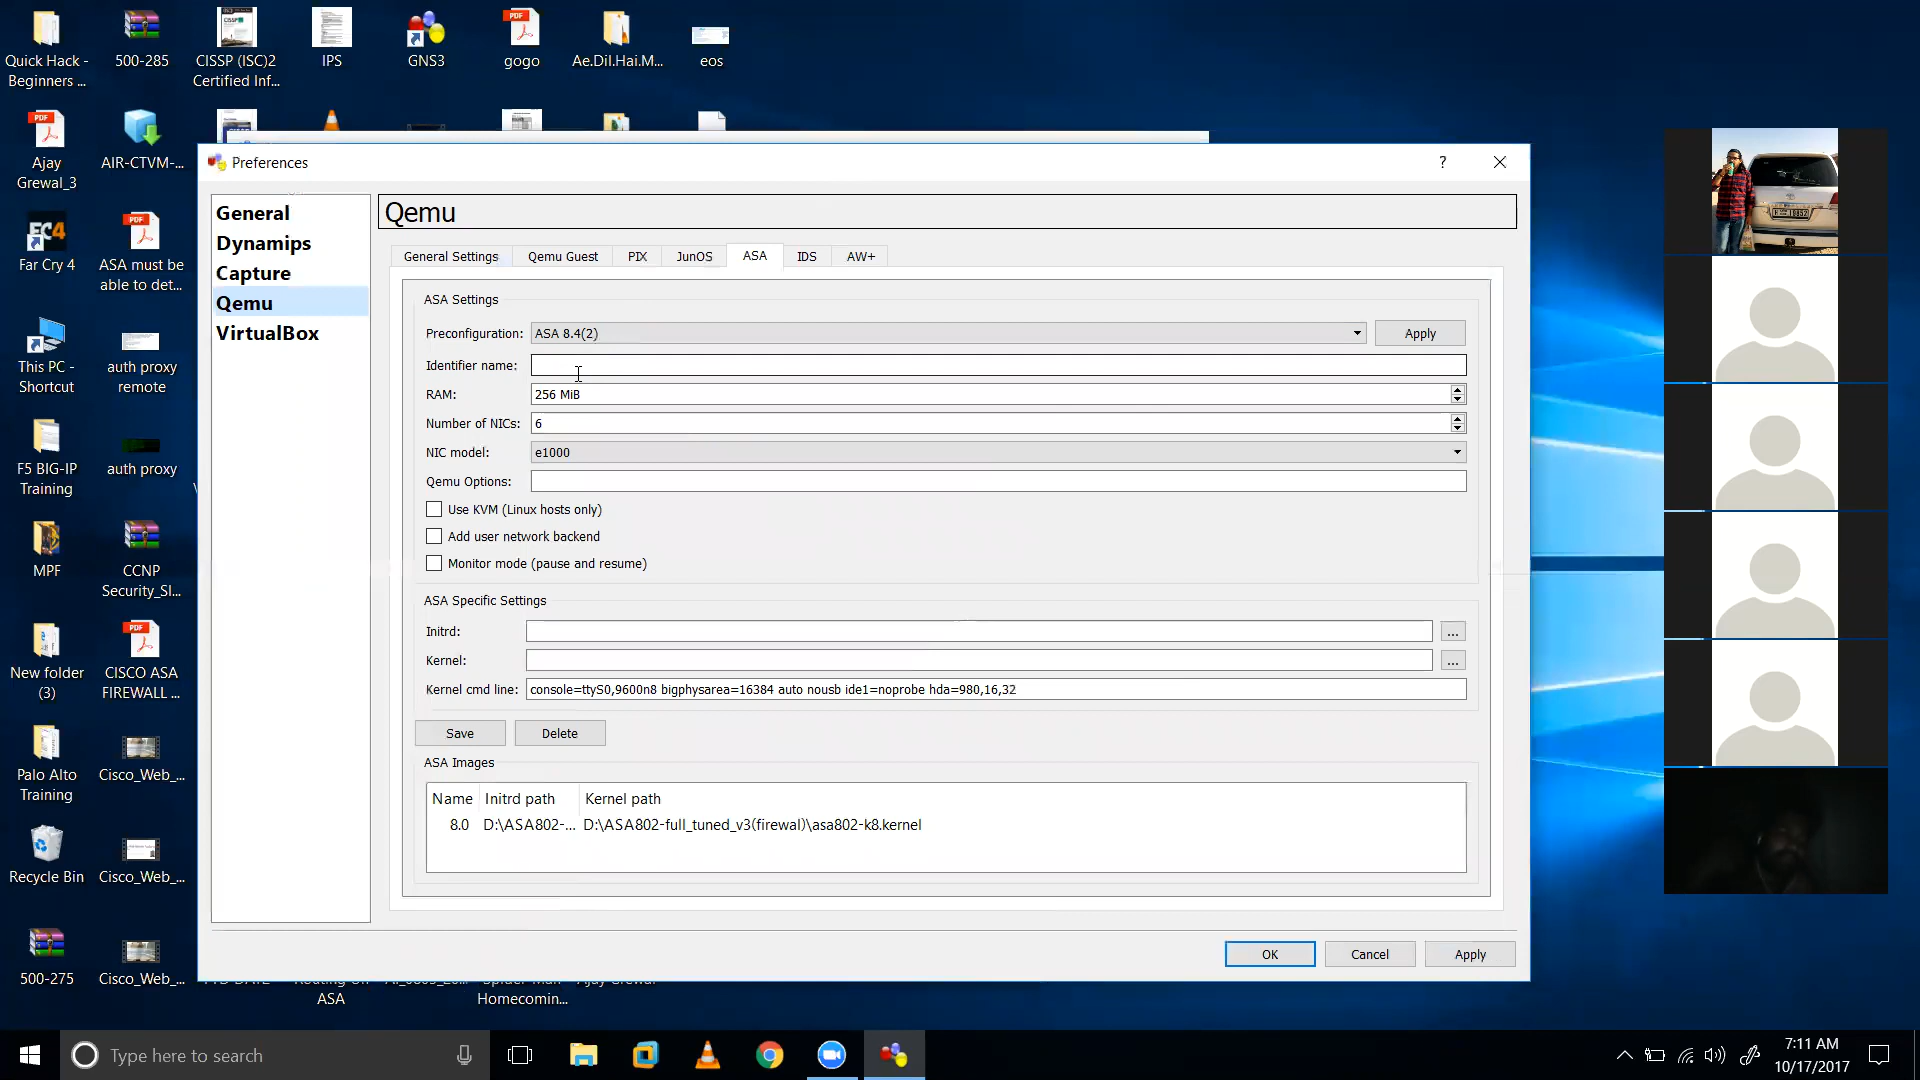 Quick Hack -
Beginners ...
500-285
CISSP (ISC)2
Certified Inf...
IPS
GNS3
gogo
Ae.Dil.Hai.M...
eos
Ajay
Grewal_3
AIR-CTVM-...
Far Cry 4
ASA must be
able to det...
This PC -
Shortcut
auth proxy
remote
F5 BIG-IP
Training
auth proxy
MPF
CCNP
Security_Sl...
New folder
(3)
CISCO ASA
FIREWALL ...
Palo Alto
Training
Cisco_Web_...
Recycle Bin
Cisco_Web_...
500-275
Cisco_Web_...
ASA
Homecomin...
Preferences
?
General
Dynamips
Capture
Qemu
VirtualBox
Qemu
General Settings
Qemu Guest
PIX
JunOS
ASA
IDS
AW+
ASA Settings
Preconfiguration: ASA 8.4(2) Apply
Identifier name:
RAM: 256 MiB
Number of NICs: 6
NIC model: e1000
Qemu Options:
Use KVM (Linux hosts only)
Add user network backend
Monitor mode (pause and resume)
ASA Specific Settings
Initrd: ...
Kernel: ...
Kernel cmd line: console=ttyS0,9600n8 bigphysarea=16384 auto nousb ide1=noprobe hda=980,16,32
Save Delete
ASA Images
Name Initrd path Kernel path
8.0 D:\ASA802-... D:\ASA802-full_tuned_v3(firewal)\asa802-k8.kernel
OK Cancel Apply
Type here to search
7:11 AM
10/17/2017